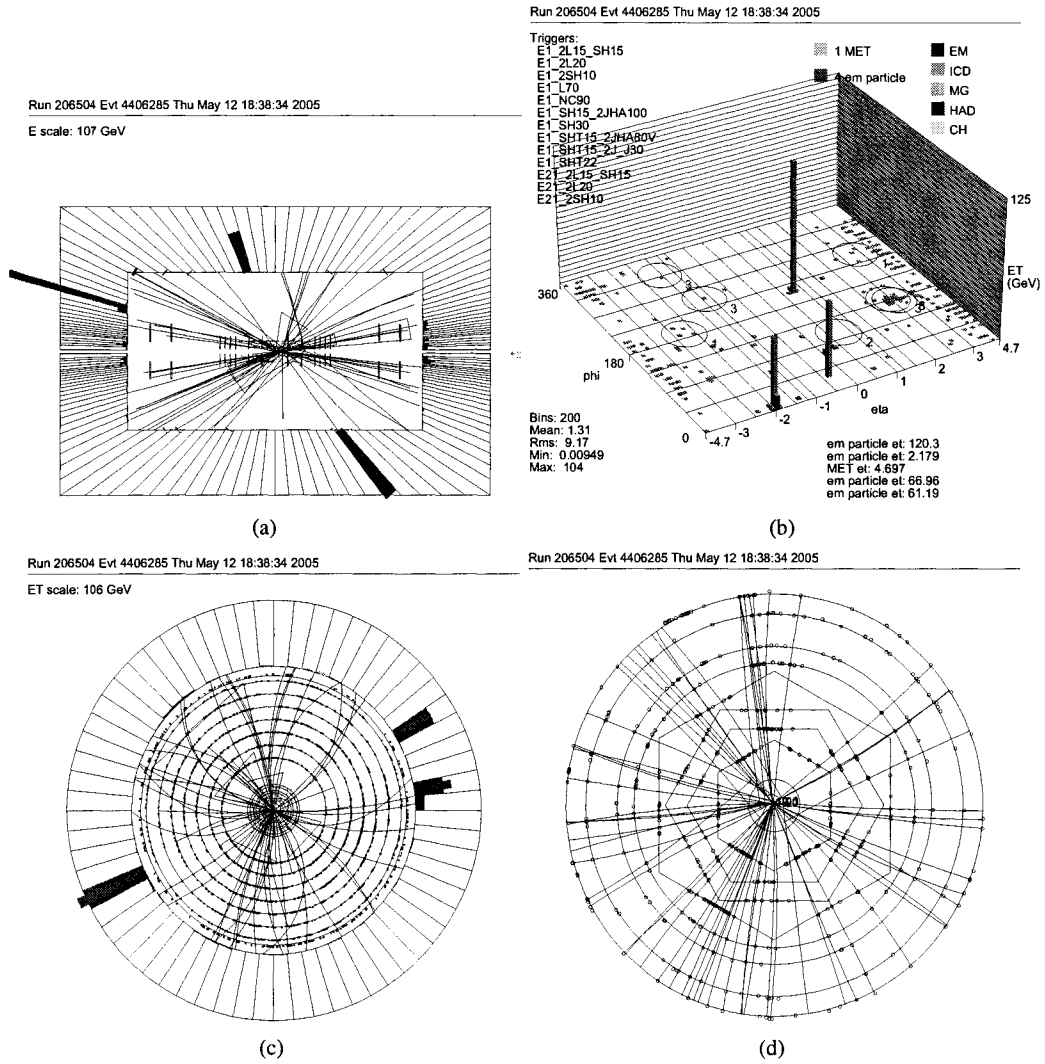 Run 206504 Evt 4406285 Thu May 12 18:38:34 2005
E scale: 107 GeV
(a)
Run 206504 Evt 4406285 Thu May 12 18:38:34 2005
Triggers:
E1_2L15_SH15
E1_2L20
E1_2SH10
E1_L70
E1_NC90
E1_SH15_2JHA100
E1_SH30
E1_SHT15_2JHA80V
E1_SHT15_2J_J30
E1_SHT22
E21_2L15_SH15
E21_2L20
E21_2SH10
1 MET
4 em particle
EM
ICD
MG
HAD
CH
125
ET
(GeV)
360
180
phi
0
-4.7
-3
-2
-1
0
1
2
3
4.7
eta
3
3
2
Bins: 200
Mean: 1.31
Rms: 9.17
Min: 0.00949
Max: 104
em particle et: 120.3
em particle et: 2.179
MET et: 4.697
em particle et: 66.96
em particle et: 61.19
(b)
Run 206504 Evt 4406285 Thu May 12 18:38:34 2005
ET scale: 106 GeV
(c)
Run 206504 Evt 4406285 Thu May 12 18:38:34 2005
(d)